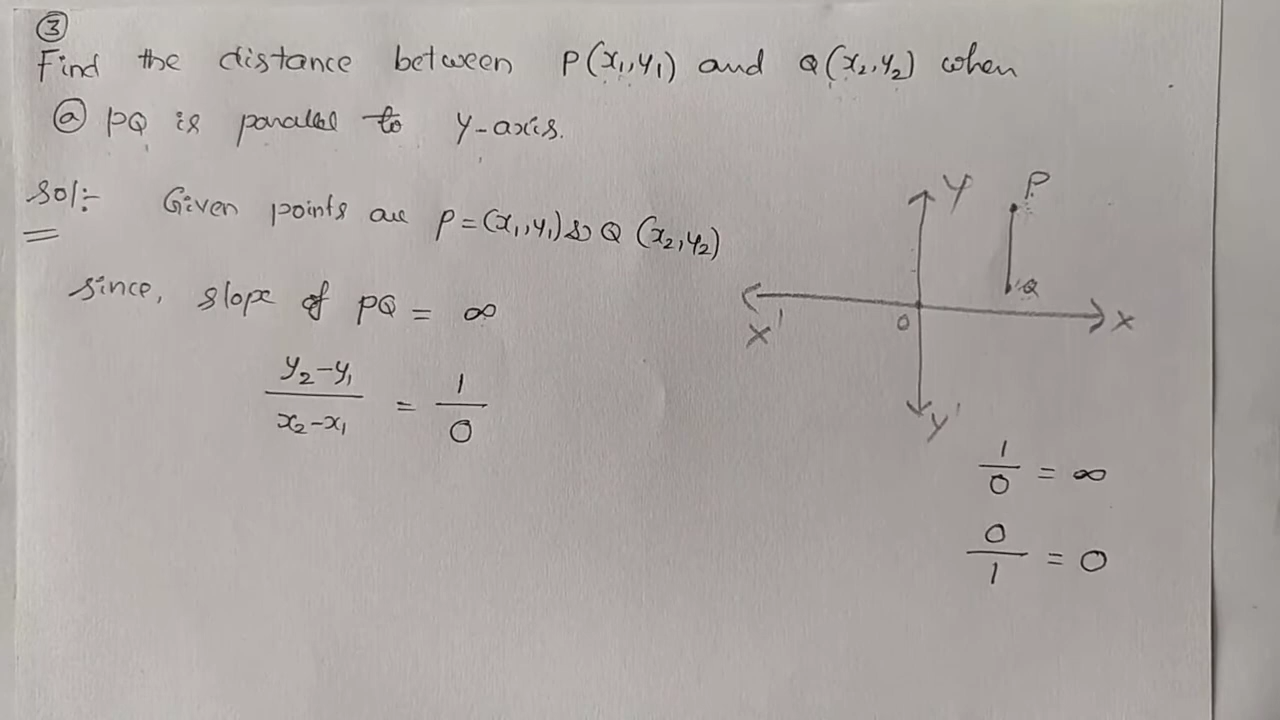 ③
Find the distance between P(x₁,y₁) and Q(x₂,y₂) when
ⓐ PQ is parallel to y-axis.
Sol:- Given points are P=(x₁,y₁) & Q (x₂,y₂)
since, slope of PQ = ∞
y₂-y₁ / x₂-x₁ = 1/0
Y
P
Q
X'
O
X
Y'
1/0 = ∞
0/1 = 0